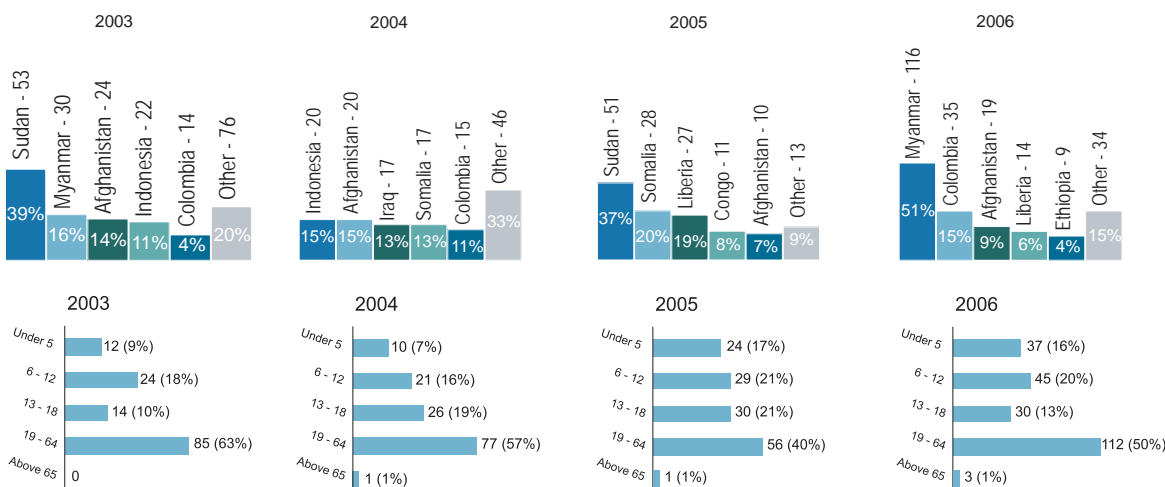 2003
Sudan - 53
Myanmar - 30
Afghanistan - 24
Indonesia - 22
Colombia - 14
Other - 76
39%
16%
14%
11%
4%
20%
2004
Indonesia - 20
Afghanistan - 20
Iraq - 17
Somalia - 17
Colombia - 15
Other - 46
15%
15%
13%
13%
11%
33%
2005
Sudan - 51
Somalia - 28
Liberia - 27
Congo - 11
Afghanistan - 10
Other - 13
37%
20%
19%
8%
7%
9%
2006
Myanmar - 116
Colombia - 35
Afghanistan - 19
Liberia - 14
Ethiopia - 9
Other - 34
51%
15%
9%
6%
4%
15%
2003
Under 5 12 (9%)
6 - 12 24 (18%)
13 - 18 14 (10%)
19 - 64 85 (63%)
Above 65 0
2004
Under 5 10 (7%)
6 - 12 21 (16%)
13 - 18 26 (19%)
19 - 64 77 (57%)
Above 65 1 (1%)
2005
Under 5 24 (17%)
6 - 12 29 (21%)
13 - 18 30 (21%)
19 - 64 56 (40%)
Above 65 1 (1%)
2006
Under 5 37 (16%)
6 - 12 45 (20%)
13 - 18 30 (13%)
19 - 64 112 (50%)
Above 65 3 (1%)